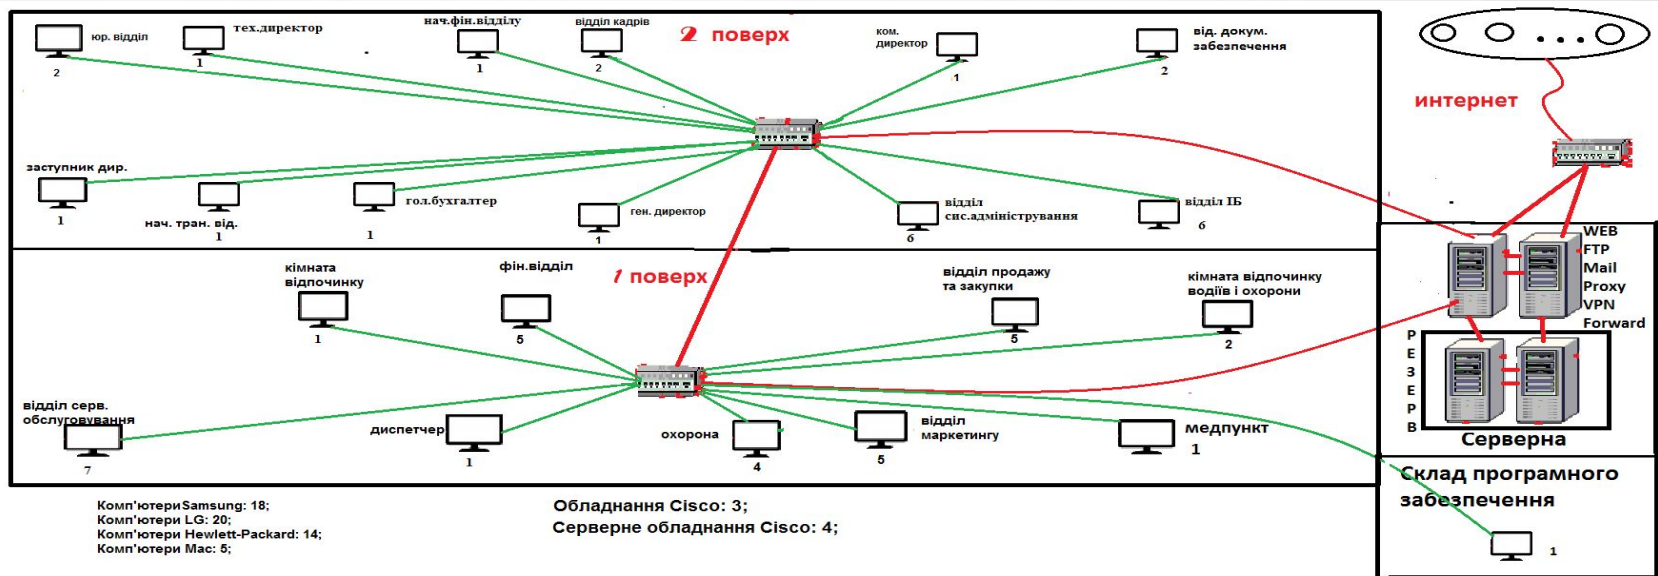 юр. відділ
2
тех.директор
1
нач.фін.відділу
1
відділ кадрів
2
2 поверх
ком.
директор
1
від. докум.
забезпечення
2
интернет
заступник дир.
1
нач. тран. від.
1
гол.бухгалтер
1
ген. директор
1
відділ
сис.адміністрування
6
відділ ІБ
6
1 поверх
кімната
відпочинку
1
фін.відділ
5
відділ продажу
та закупки
5
кімната відпочинку
водіїв і охорони
2
відділ серв.
обслуговування
7
диспетчер
1
охорона
4
відділ
маркетингу
5
медпункт
1
WEB
FTP
Mail
Proxy
VPN
Forward
Р
Е
З
Е
Р
В
Серверна
Склад програмного
забезпечення
1
Комп'ютери Samsung: 18;
Комп'ютери LG: 20;
Комп'ютери Hewlett-Packard: 14;
Комп'ютери Mac: 5;
Обладнання Cisco: 3;
Серверне обладнання Cisco: 4;